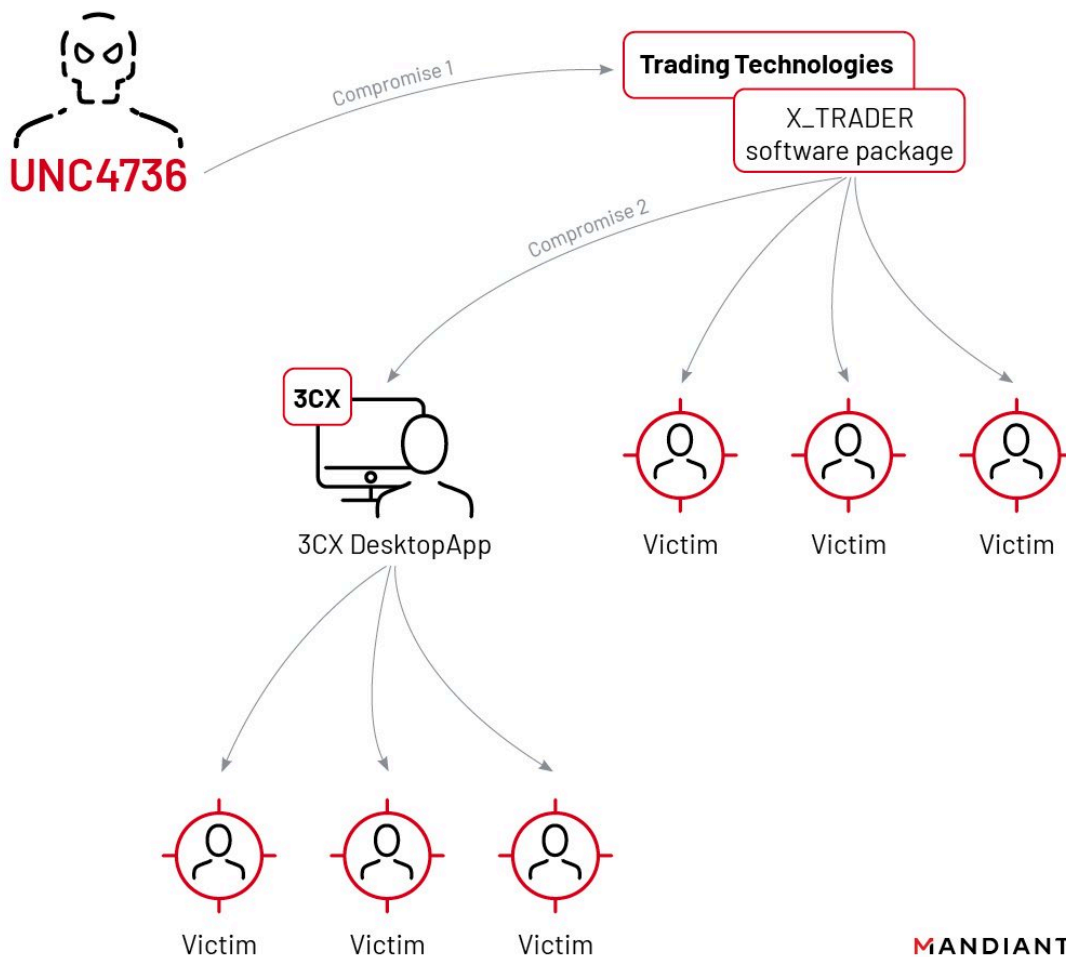 UNC4736
Compromise 1
Trading Technologies
X_TRADER
software package
Compromise 2
3CX
3CX DesktopApp
Victim
Victim
Victim
Victim
Victim
Victim
MANDIANT